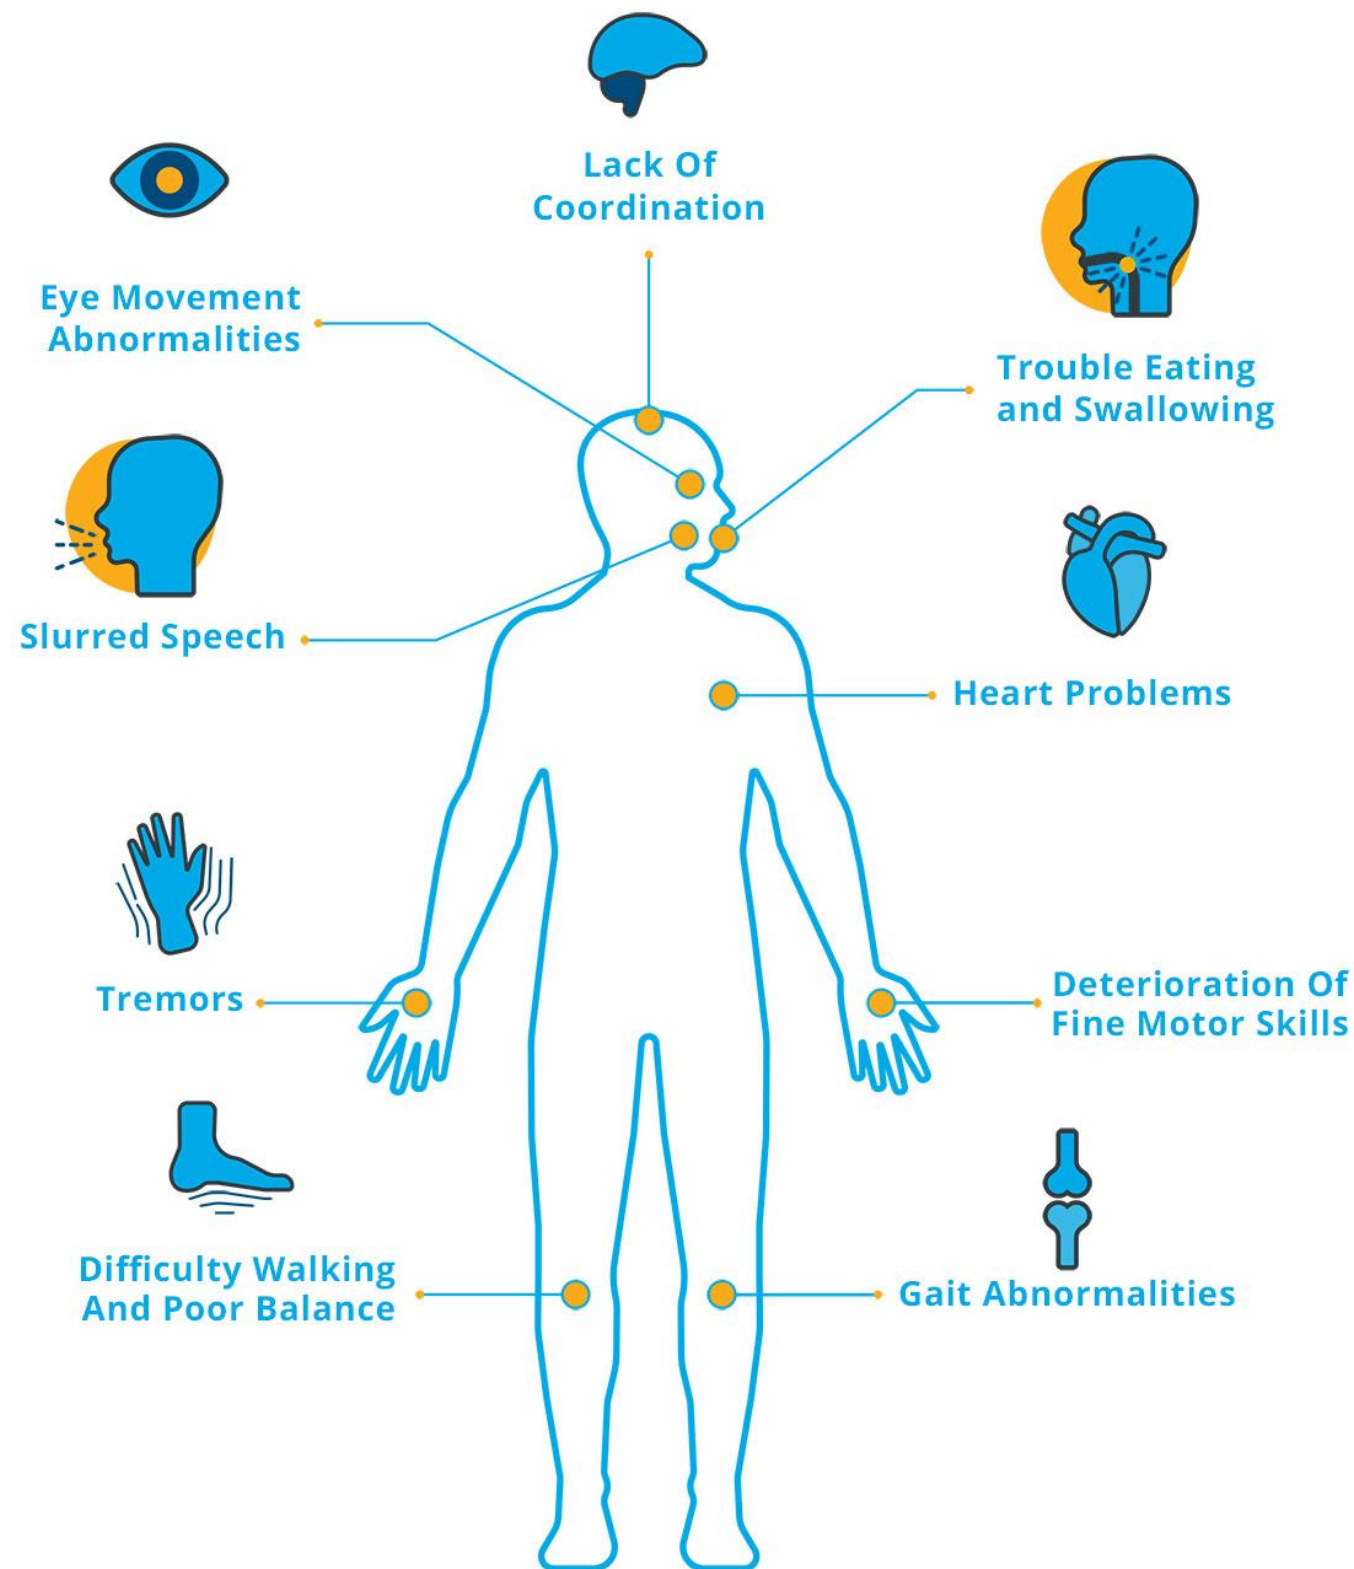 Lack Of
Coordination
Eye Movement
Abnormalities
Trouble Eating
and Swallowing
Slurred Speech
Heart Problems
Tremors
Deterioration Of
Fine Motor Skills
Difficulty Walking
And Poor Balance
Gait Abnormalities